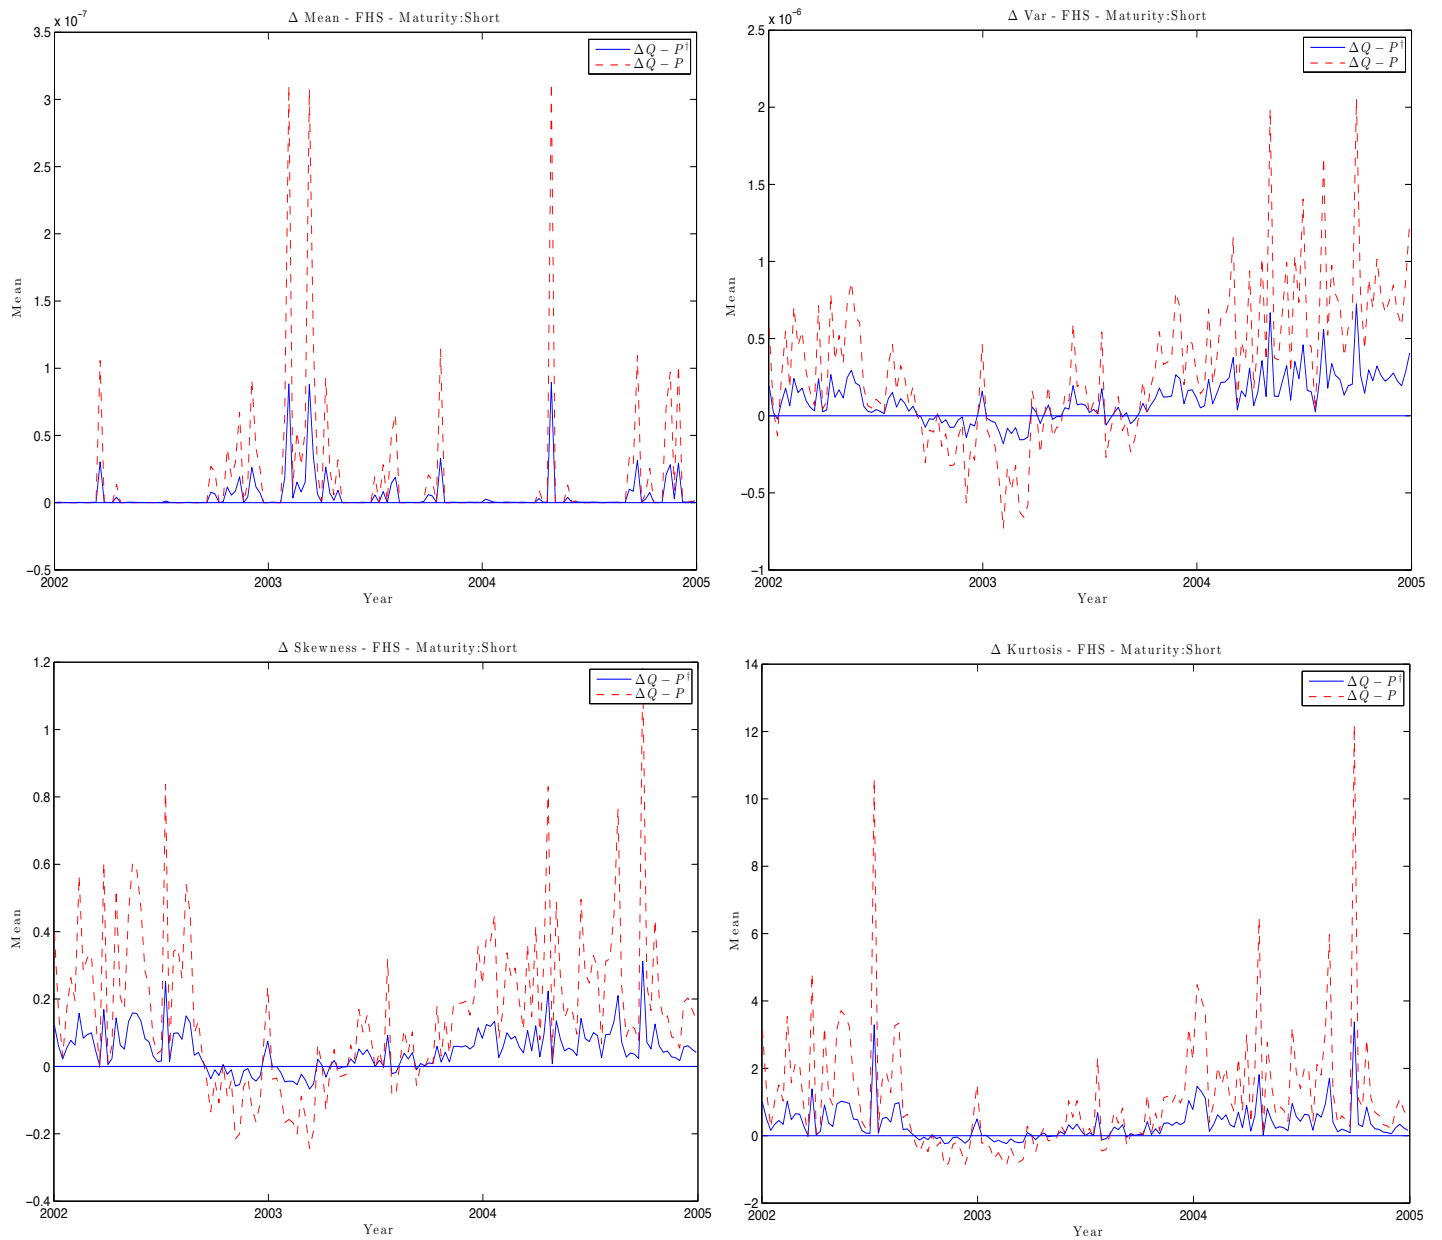 Δ Mean - FHS - Maturity:Short
x 10⁻⁷
3.5
3
2.5
2
1.5
1
0.5
0
−0.5
Mean
2002
2003
2004
2005
Year
ΔQ − P†
ΔQ − P
Δ Var - FHS - Maturity:Short
x 10⁻⁶
2.5
2
1.5
1
0.5
0
−0.5
−1
Mean
2002
2003
2004
2005
Year
ΔQ − P†
ΔQ − P
Δ Skewness - FHS - Maturity:Short
1.2
1
0.8
0.6
0.4
0.2
0
−0.2
−0.4
Mean
2002
2003
2004
2005
Year
ΔQ − P†
ΔQ − P
Δ Kurtosis - FHS - Maturity:Short
14
12
10
8
6
4
2
0
−2
Mean
2002
2003
2004
2005
Year
ΔQ − P†
ΔQ − P